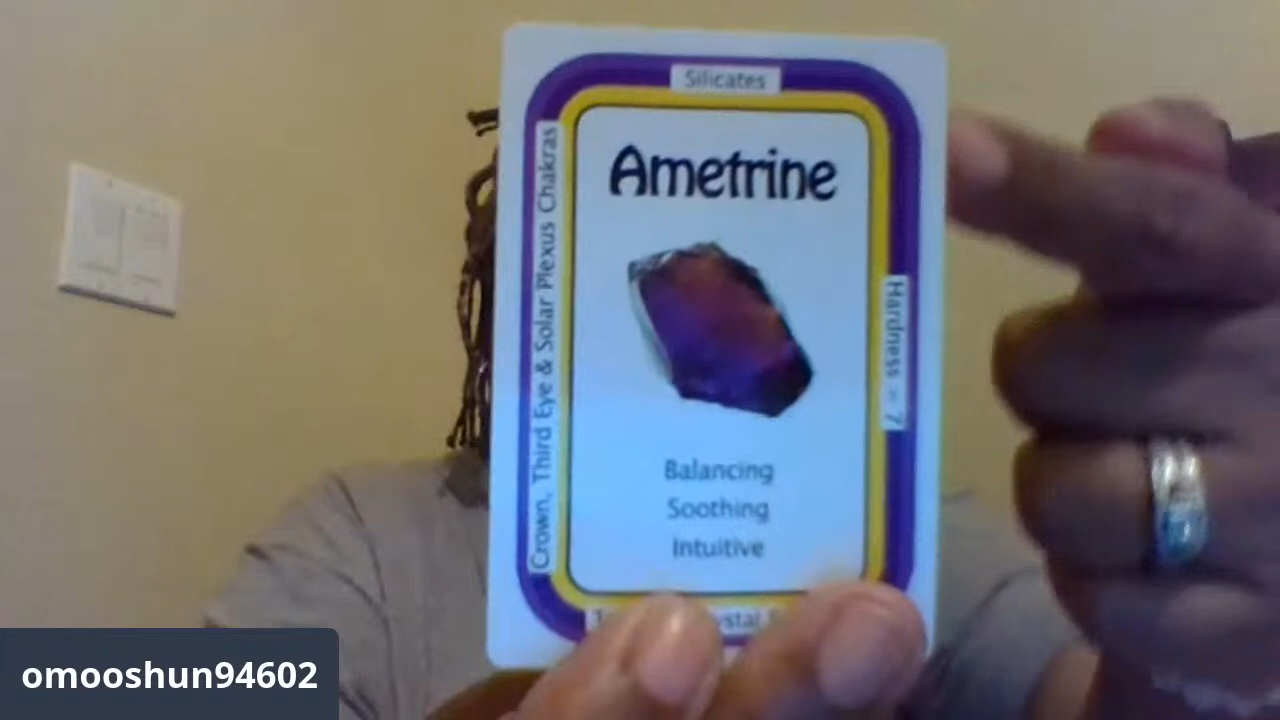 Silicates
Ametrine
Crown, Third Eye & Solar Plexus Chakras
Hardness = 7
Balancing
Soothing
Intuitive
omooshun94602